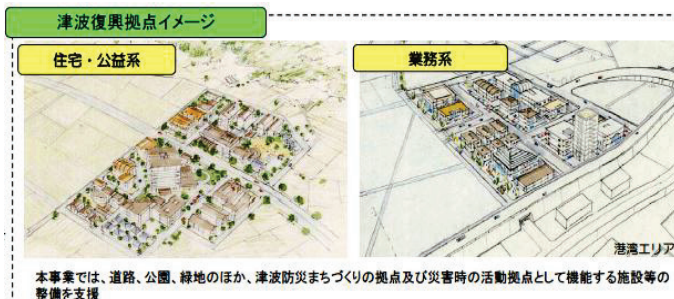 津波復興拠点イメージ
住宅・公益系
業務系
港湾エリア
本事業では、道路、公園、緑地のほか、津波防災まちづくりの拠点及び災害時の活動拠点として機能する施設等の
整備を支援